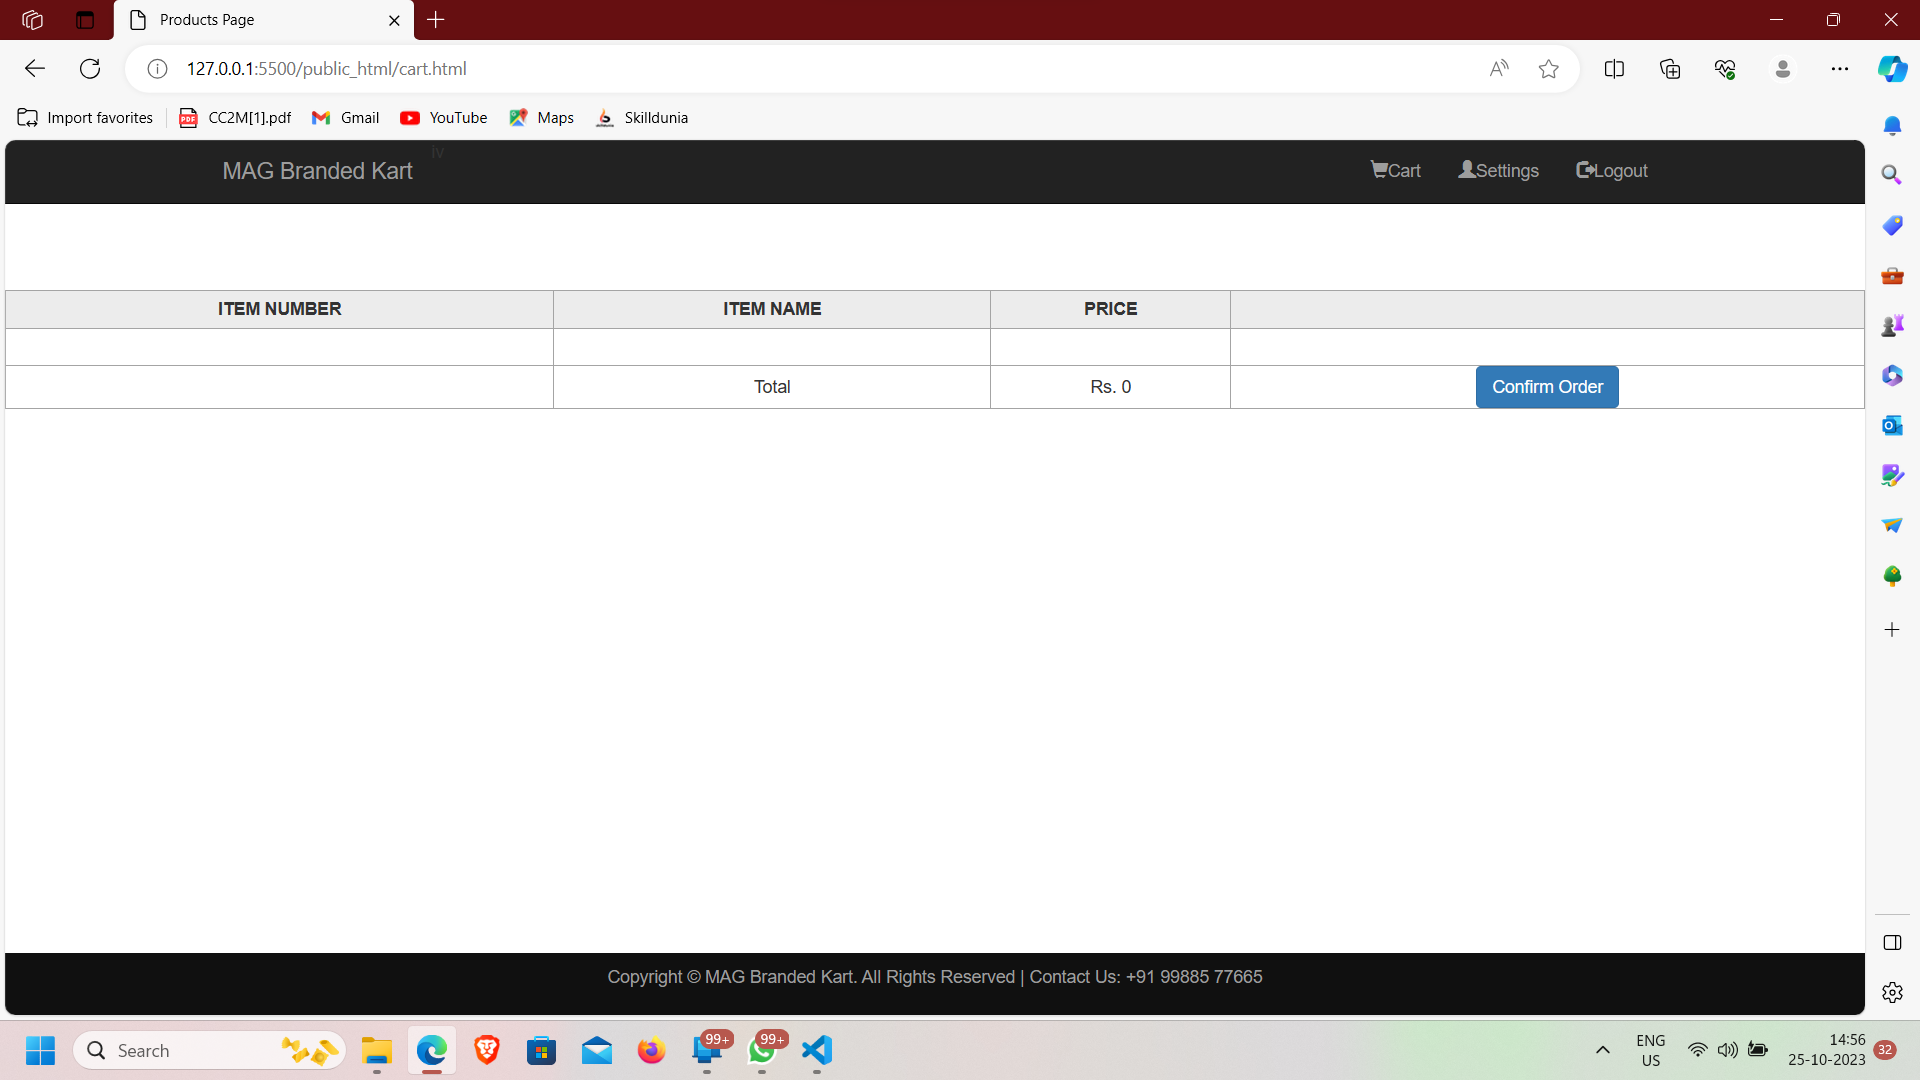 Products Page
127.0.0.1:5500/public_html/cart.html
Import favorites CC2M[1].pdf Gmail YouTube Maps Skilldunia
iv
MAG Branded Kart Cart Settings Logout
ITEM NUMBER ITEM NAME PRICE
Total Rs. 0 Confirm Order
Copyright © MAG Branded Kart. All Rights Reserved | Contact Us: +91 99885 77665
Search 99+ 99+ ENG 14:56
US 25-10-2023 32